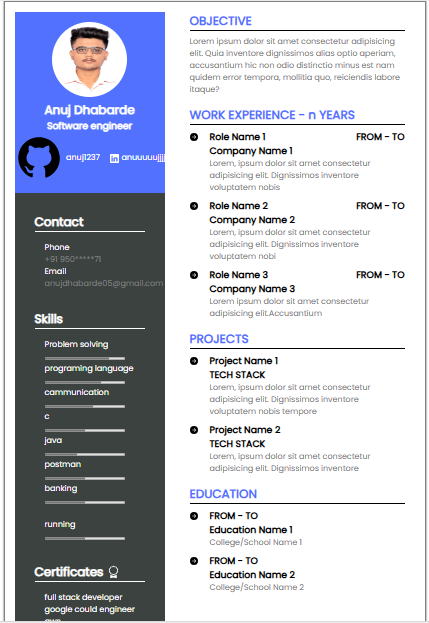 Anuj Dhabarde
Software engineer
anuj1237
in anuuuuujjjj
Contact
Phone
+91 950*****71
Email
anujdhabarde05@gmail.com
Skills
Problem solving
programing language
cammunication
c
java
postman
banking
running
Certificates
full stack developer
google could engineer
OBJECTIVE
Lorem ipsum dolor sit amet consectetur adipisicing
elit. Quia inventore dignissimos alias optio aperiam,
accusantium hic non odio distinctio minus est nam
quidem error tempora, mollitia quo, reiciendis labore
itaque?
WORK EXPERIENCE - n YEARS
Role Name 1 FROM - TO
Company Name 1
Lorem, ipsum dolor sit amet consectetur
adipisicing elit. Dignissimos inventore
voluptatem nobis
Role Name 2 FROM - TO
Company Name 2
Lorem, ipsum dolor sit amet consectetur
adipisicing elit. Dignissimos inventore
voluptatem nobi
Role Name 3 FROM - TO
Company Name 3
Lorem ipsum dolor sit amet consectetur
adipisicing elit.Accusantium
PROJECTS
Project Name 1
TECH STACK
Lorem, ipsum dolor sit amet consectetur
adipisicing elit. Dignissimos inventore
voluptatem nobis tempore
Project Name 2
TECH STACK
Lorem, ipsum dolor sit amet consectetur
adipisicing elit. Dignissimos inventore
EDUCATION
FROM - TO
Education Name 1
College/School Name 1
FROM - TO
Education Name 2
College/School Name 2